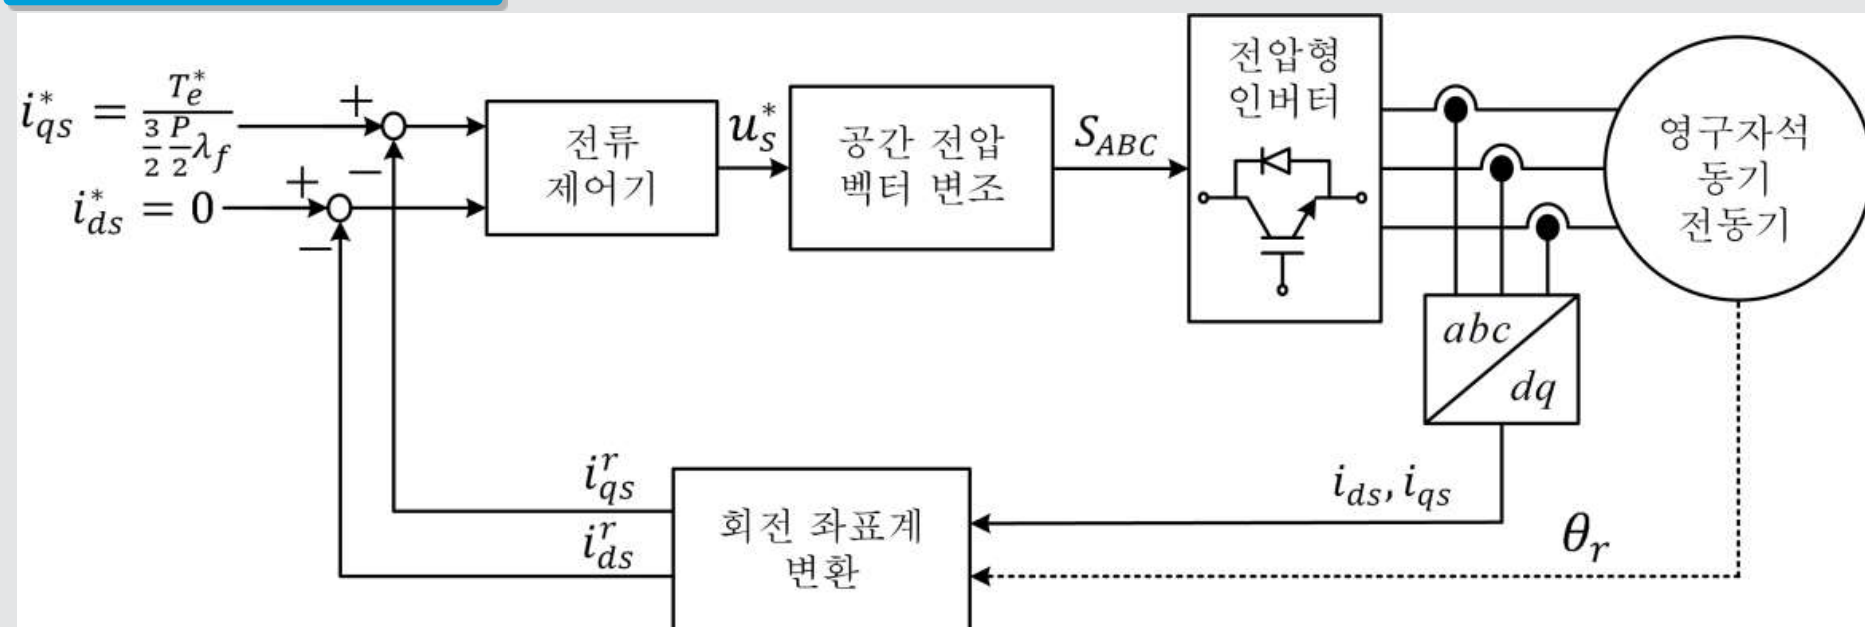 i*qs = T*e / (3/2 P/2 λf)
+
−
i*ds = 0
+
−
전류
제어기
u*s
공간 전압
벡터 변조
SABC
전압형
인버터
영구자석
동기
전동기
abc
dq
ids, iqs
θr
회전 좌표계
변환
irqs
irds